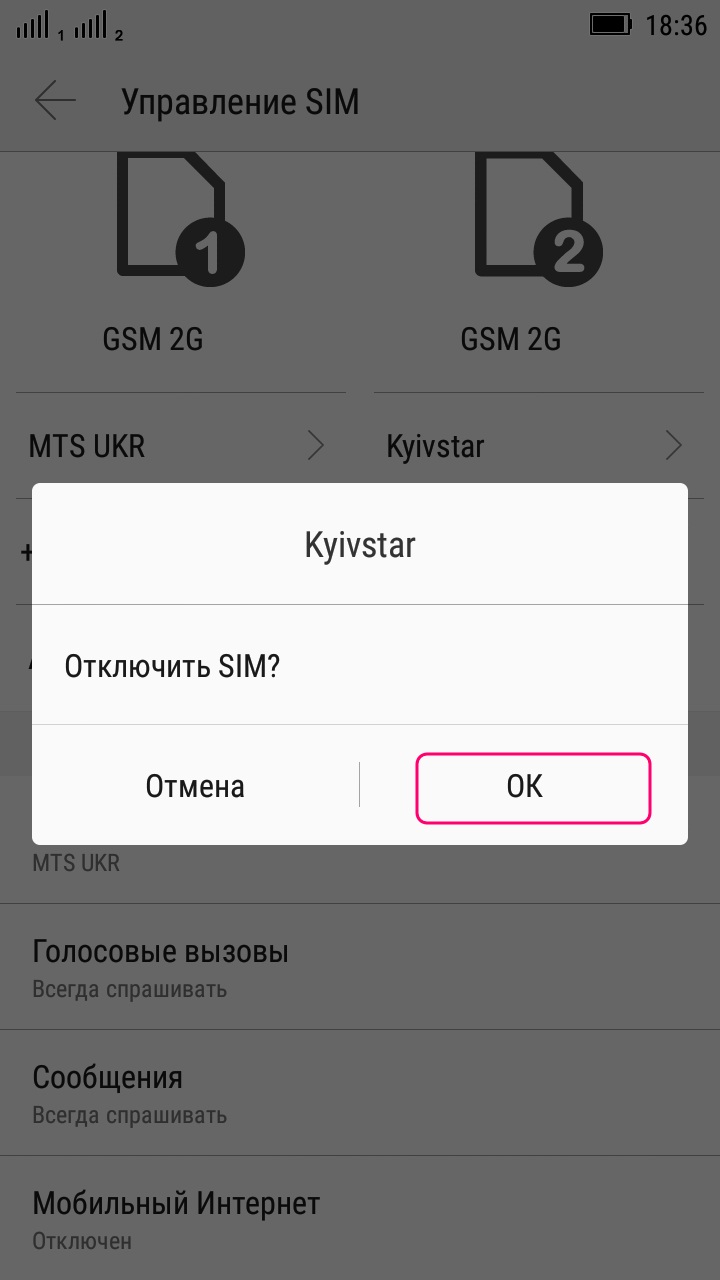 1 2 18:36
Управление SIM
1 2
GSM 2G GSM 2G
MTS UKR Kyivstar
+
Kyivstar
Отключить SIM?
Отмена ОК
MTS UKR
Голосовые вызовы
Всегда спрашивать
Сообщения
Всегда спрашивать
Мобильный Интернет
Отключен